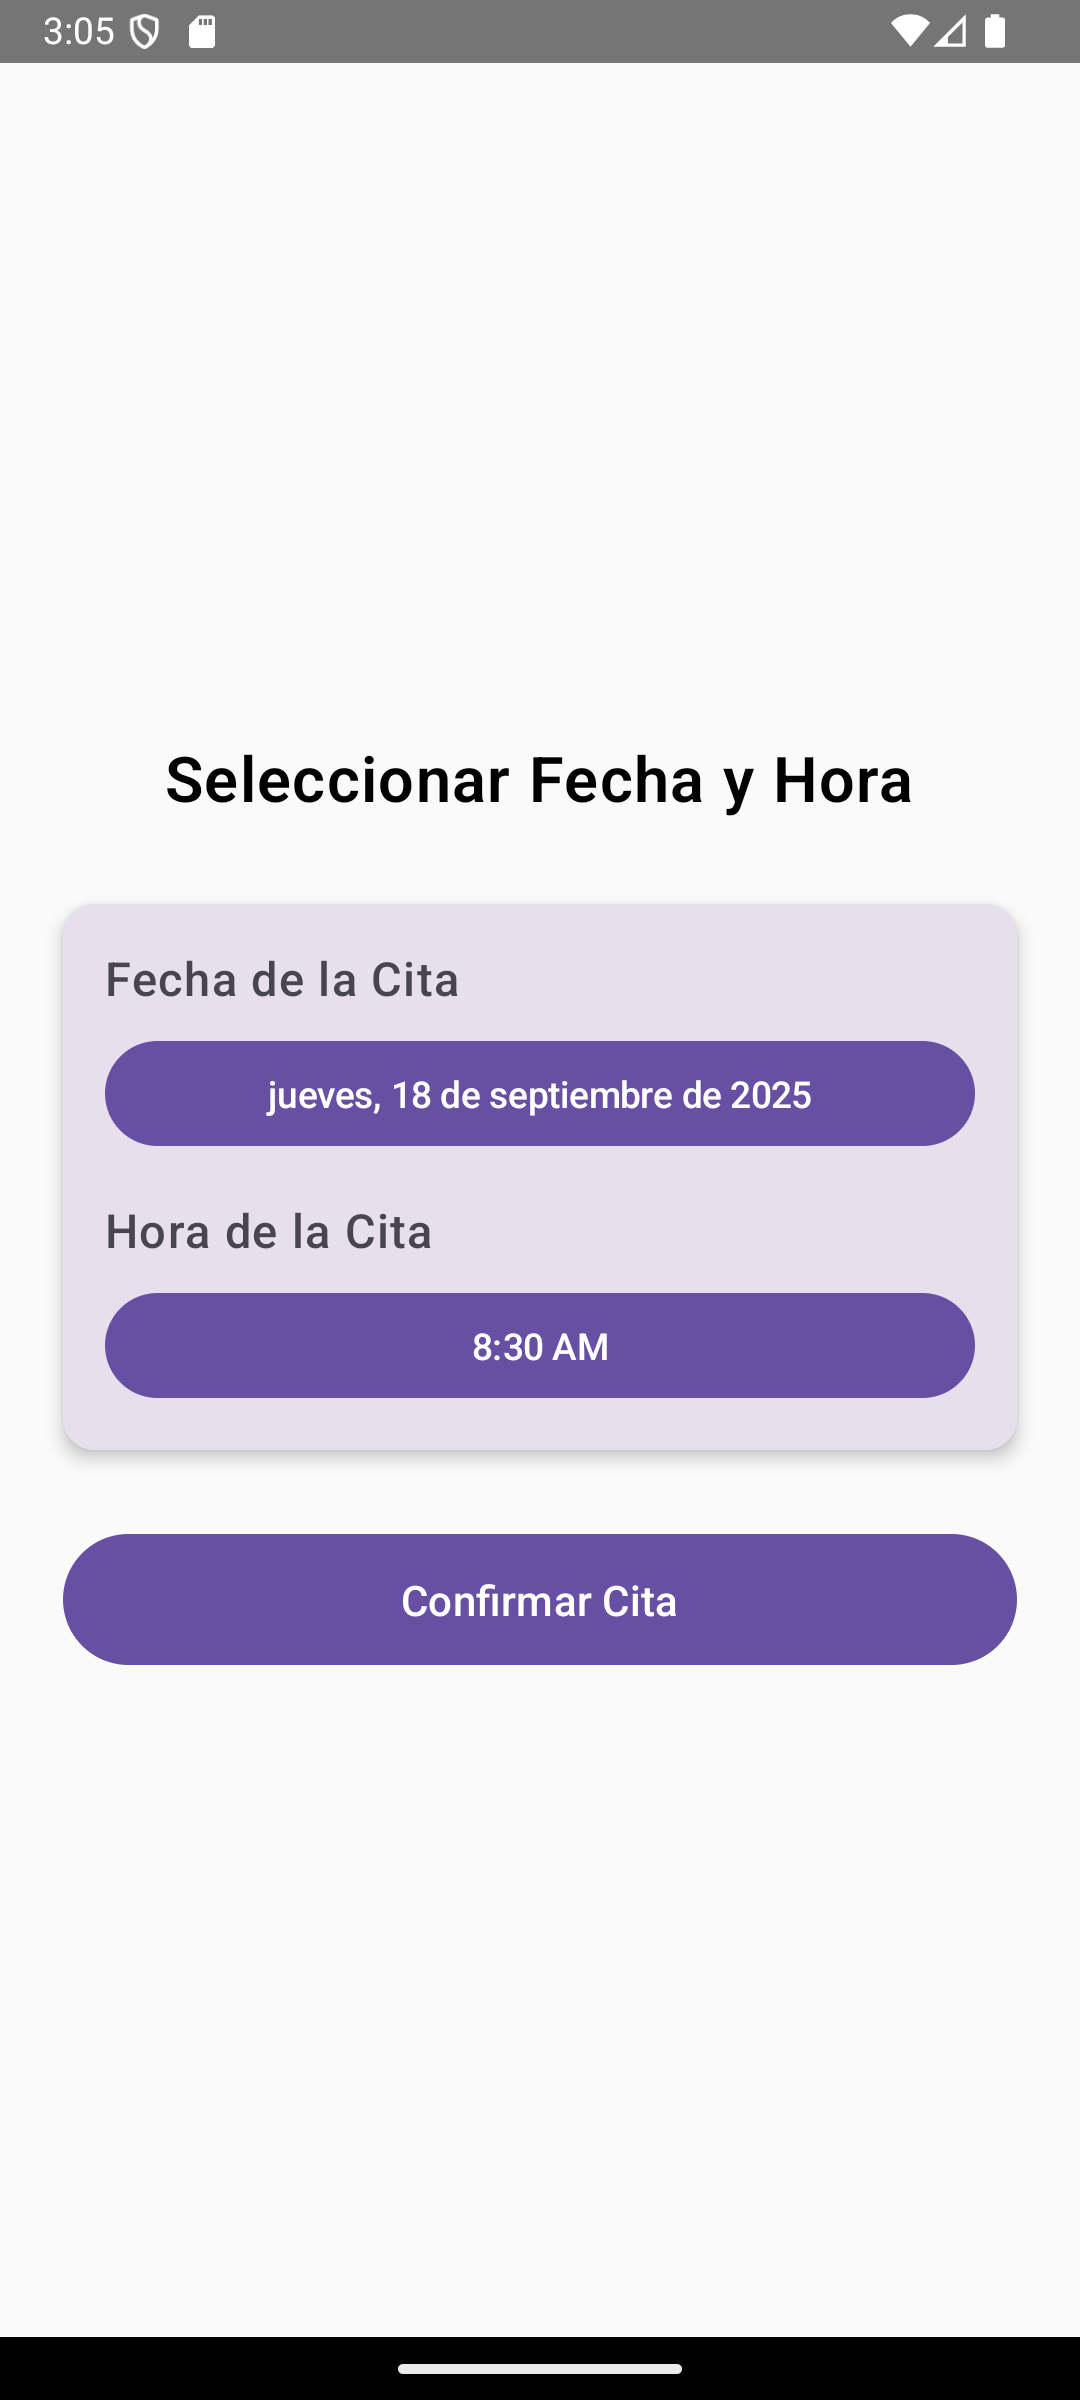 3:05
Seleccionar Fecha y Hora
Fecha de la Cita
jueves, 18 de septiembre de 2025
Hora de la Cita
8:30 AM
Confirmar Cita